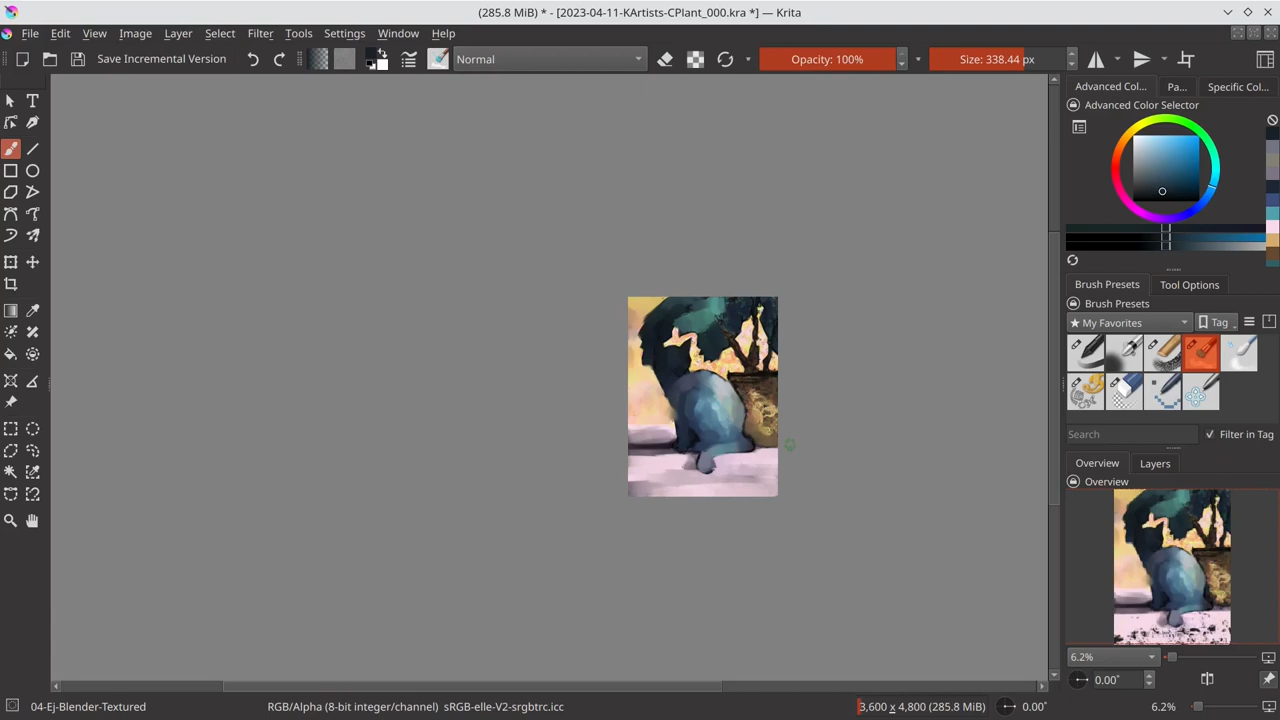 (285.8 MiB) * - [2023-04-11-KArtists-CPlant_000.kra *] — Krita
File Edit View Image Layer Select Filter Tools Settings Window Help
Save Incremental Version Normal Opacity: 100% Size: 338.44 px
Advanced Col... Pa... Specific Col...
Advanced Color Selector
Brush Presets Tool Options
Brush Presets
★ My Favorites Tag
Search Filter in Tag
Overview Layers
Overview
6.2%
0.00°
04-Ej-Blender-Textured RGB/Alpha (8-bit integer/channel) sRGB-elle-V2-srgbtrc.icc 3,600 x 4,800 (285.8 MiB) 0.00° 6.2%